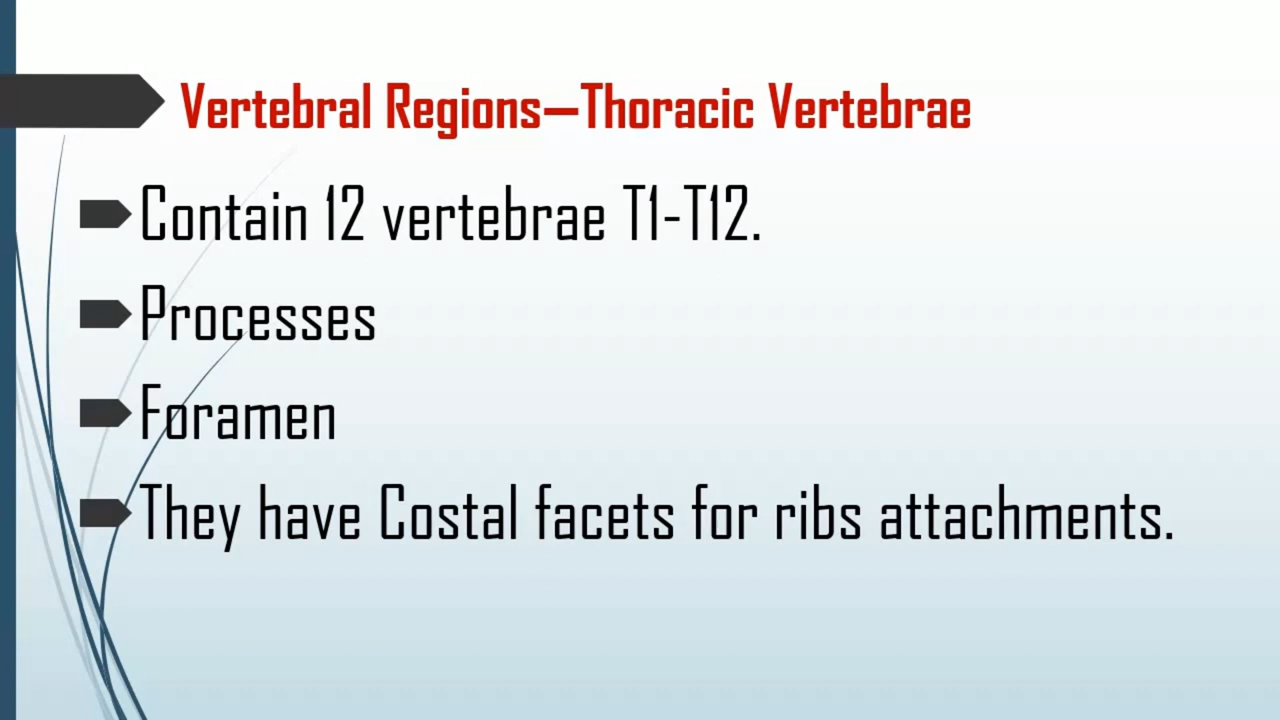 Vertebral Regions—Thoracic Vertebrae
Contain 12 vertebrae T1-T12.
Processes
Foramen
They have Costal facets for ribs attachments.